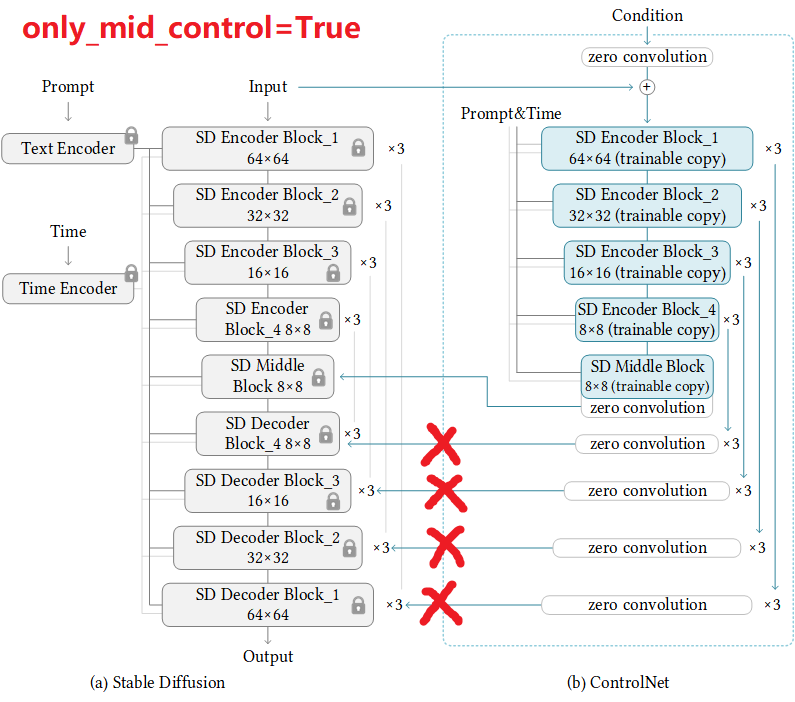 only_mid_control=True
Prompt
Text Encoder
Time
Time Encoder
Input
SD Encoder Block_1
64×64
×3
SD Encoder Block_2
32×32
×3
SD Encoder Block_3
16×16
×3
SD Encoder
Block_4 8×8
×3
SD Middle
Block 8×8
SD Decoder
Block_4 8×8
×3
SD Decoder Block_3
16×16
×3
SD Decoder Block_2
32×32
×3
SD Decoder Block_1
64×64
×3
Output
(a) Stable Diffusion
Condition
zero convolution
+
Prompt&Time
SD Encoder Block_1
64×64 (trainable copy)
×3
SD Encoder Block_2
32×32 (trainable copy)
×3
SD Encoder Block_3
16×16 (trainable copy)
×3
SD Encoder Block_4
8×8 (trainable copy)
×3
SD Middle Block
8×8 (trainable copy)
zero convolution
zero convolution
×3
zero convolution
×3
zero convolution
×3
zero convolution
×3
(b) ControlNet